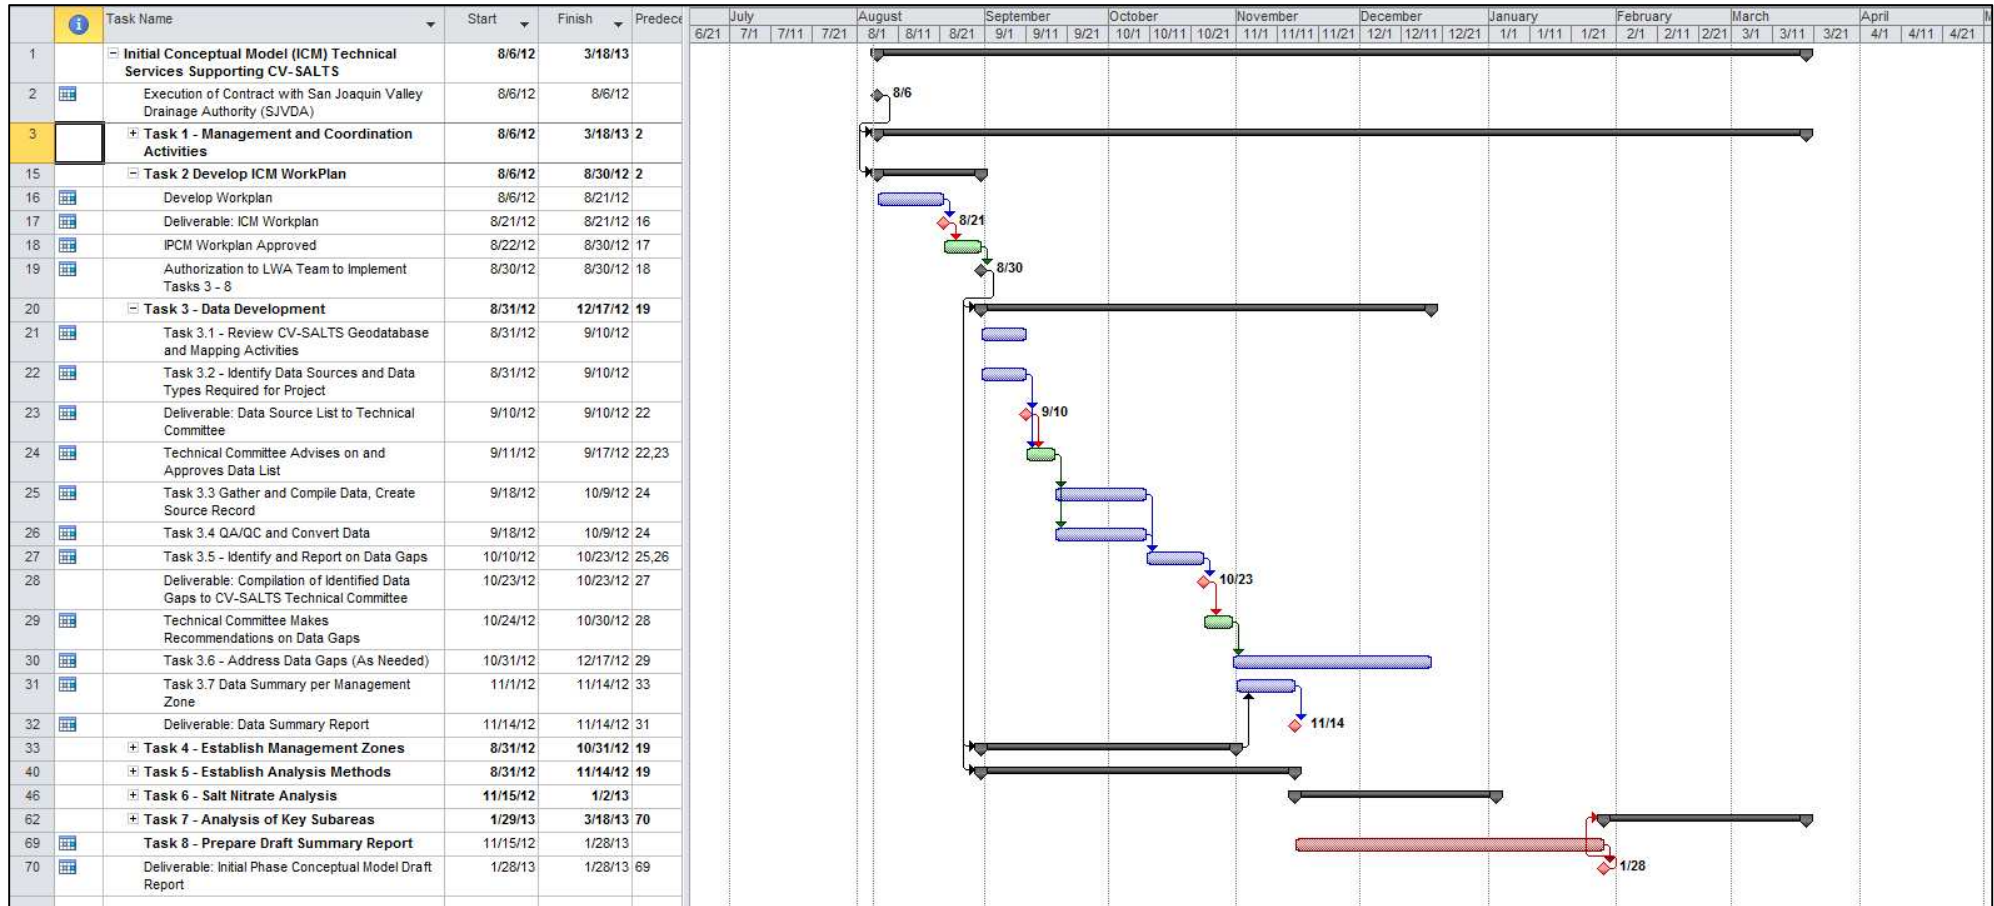 Task Name Start Finish Predece July August September October November December January February March April M
6/21 7/1 7/11 7/21 8/1 8/11 8/21 9/1 9/11 9/21 10/1 10/11 10/21 11/1 11/11 11/21 12/1 12/11 12/21 1/1 1/11 1/21 2/1 2/11 2/21 3/1 3/11 3/21 4/1 4/11 4/21
1 Initial Conceptual Model (ICM) Technical 8/6/12 3/18/13
Services Supporting CV-SALTS
2 Execution of Contract with San Joaquin Valley 8/6/12 8/6/12 8/6
Drainage Authority (SJVDA)
3 Task 1 - Management and Coordination 8/6/12 3/18/13 2
Activities
15 Task 2 Develop ICM WorkPlan 8/6/12 8/30/12 2
16 Develop Workplan 8/6/12 8/21/12
17 Deliverable: ICM Workplan 8/21/12 8/21/12 16 8/21
18 IPCM Workplan Approved 8/22/12 8/30/12 17
19 Authorization to LWA Team to Implement 8/30/12 8/30/12 18 8/30
Tasks 3 - 8
20 Task 3 - Data Development 8/31/12 12/17/12 19
21 Task 3.1 - Review CV-SALTS Geodatabase 8/31/12 9/10/12
and Mapping Activities
22 Task 3.2 - Identify Data Sources and Data 8/31/12 9/10/12
Types Required for Project
23 Deliverable: Data Source List to Technical 9/10/12 9/10/12 22 9/10
Committee
24 Technical Committee Advises on and 9/11/12 9/17/12 22,23
Approves Data List
25 Task 3.3 Gather and Compile Data, Create 9/18/12 10/9/12 24
Source Record
26 Task 3.4 QA/QC and Convert Data 9/18/12 10/9/12 24
27 Task 3.5 - Identify and Report on Data Gaps 10/10/12 10/23/12 25,26
28 Deliverable: Compilation of Identified Data 10/23/12 10/23/12 27 10/23
Gaps to CV-SALTS Technical Committee
29 Technical Committee Makes 10/24/12 10/30/12 28
Recommendations on Data Gaps
30 Task 3.6 - Address Data Gaps (As Needed) 10/31/12 12/17/12 29
31 Task 3.7 Data Summary per Management 11/1/12 11/14/12 33
Zone
32 Deliverable: Data Summary Report 11/14/12 11/14/12 31 11/14
33 Task 4 - Establish Management Zones 8/31/12 10/31/12 19
40 Task 5 - Establish Analysis Methods 8/31/12 11/14/12 19
46 Task 6 - Salt Nitrate Analysis 11/15/12 1/2/13
62 Task 7 - Analysis of Key Subareas 1/29/13 3/18/13 70
69 Task 8 - Prepare Draft Summary Report 11/15/12 1/28/13
70 Deliverable: Initial Phase Conceptual Model Draft 1/28/13 1/28/13 69 1/28
Report